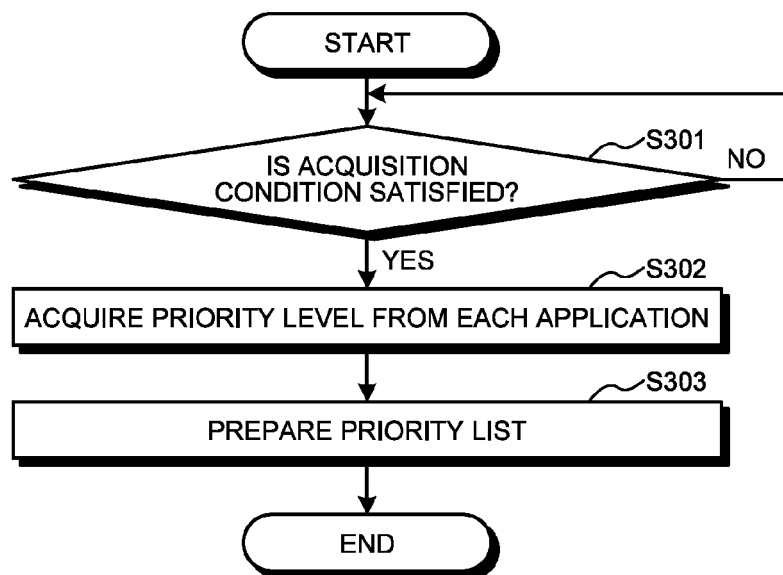 START
S301
IS ACQUISITION
CONDITION SATISFIED?
NO
YES
S302
ACQUIRE PRIORITY LEVEL FROM EACH APPLICATION
S303
PREPARE PRIORITY LIST
END